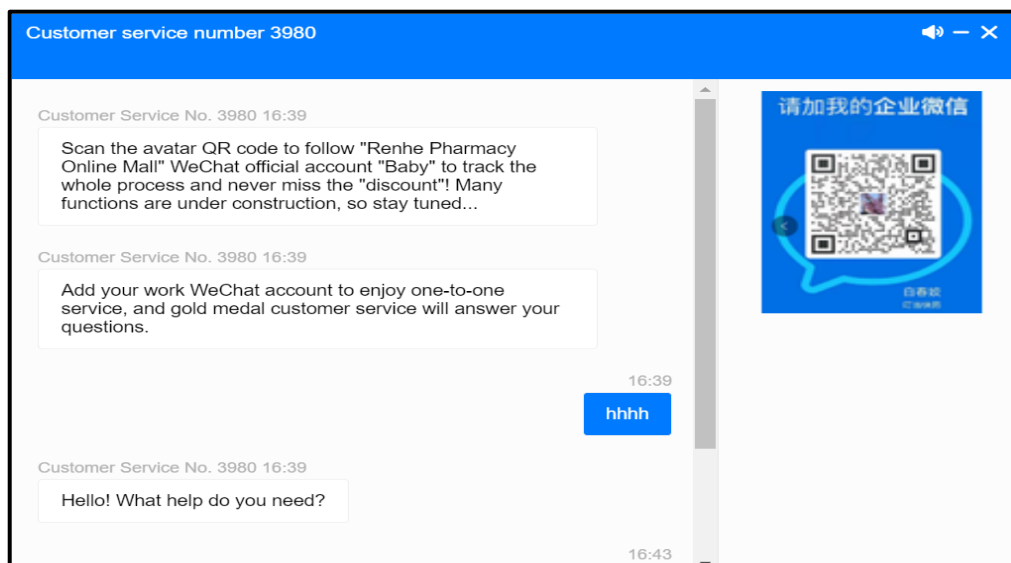 Customer service number 3980
Customer Service No. 3980 16:39
Scan the avatar QR code to follow "Renhe Pharmacy
Online Mall" WeChat official account "Baby" to track the
whole process and never miss the "discount"! Many
functions are under construction, so stay tuned...
Customer Service No. 3980 16:39
Add your work WeChat account to enjoy one-to-one
service, and gold medal customer service will answer your
questions.
16:39
hhhh
Customer Service No. 3980 16:39
Hello! What help do you need?
16:43
请加我的企业微信